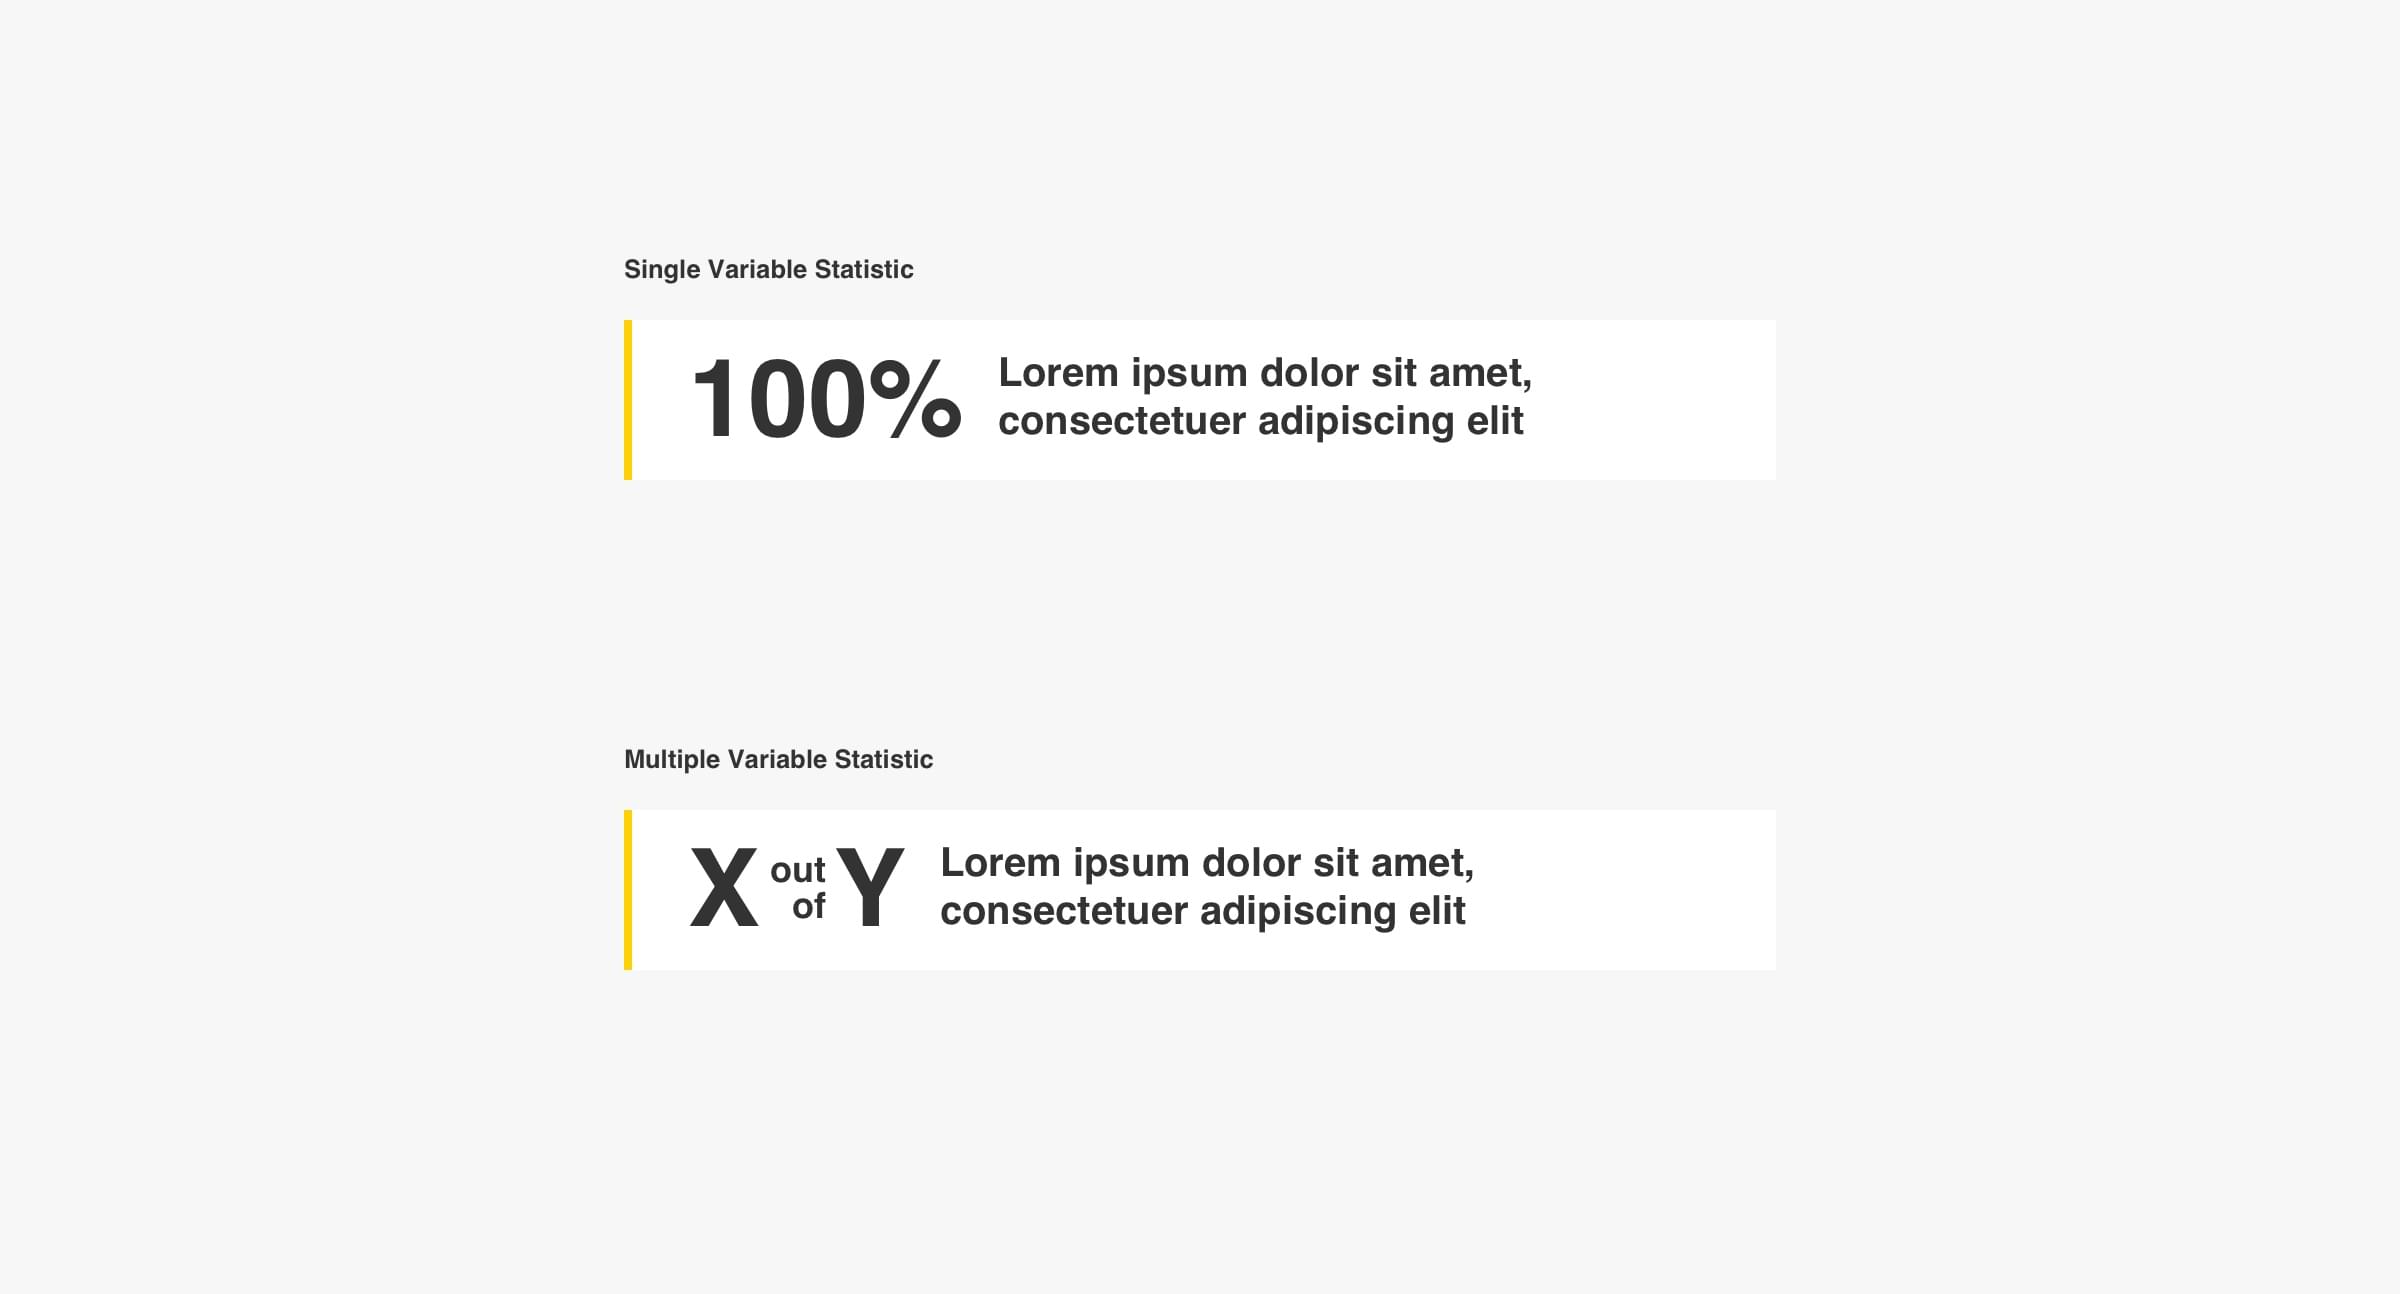 Single Variable Statistic
100%
Lorem ipsum dolor sit amet,
consectetuer adipiscing elit
Multiple Variable Statistic
X out of Y
Lorem ipsum dolor sit amet,
consectetuer adipiscing elit